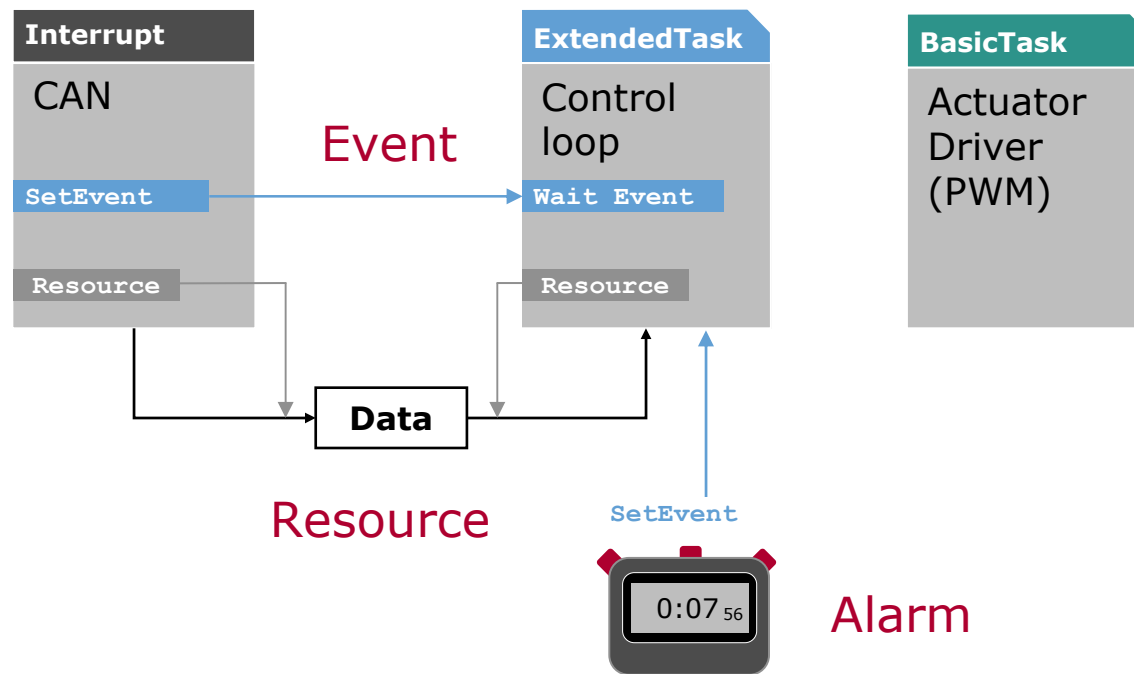 Interrupt
CAN
SetEvent
Resource
Event
ExtendedTask
Control
loop
Wait Event
Resource
BasicTask
Actuator
Driver
(PWM)
Data
Resource
SetEvent
0:07 56
Alarm